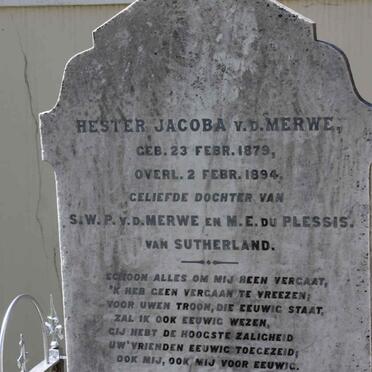 HESTER JACOBA V.D. MERWE,
GEB. 23 FEBR. 1879,
OVERL. 2 FEBR. 1894.
GELIEFDE DOCHTER VAN
S.W.P. V.D. MERWE EN M.E. DU PLESSIS.
VAN SUTHERLAND.
SCHOON ALLES OM MIJ HEEN VERGAAT,
'K HEB GEEN VERGAAN TE VREEZEN;
VOOR UWEN TROON, DIE EEUWIG STAAT,
ZAL IK OOK EEUWIG WEZEN,
GIJ HEBT DE HOOGSTE ZALIGHEID
UW' VRIENDEN EEUWIG TOEGEZEID;
OOK MIJ, OOK MIJ VOOR EEUWIG.